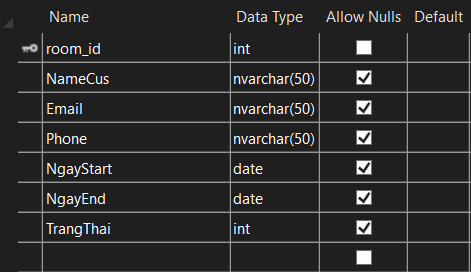 Name Data Type Allow Nulls Default
room_id int
NameCus nvarchar(50)
Email nvarchar(50)
Phone nvarchar(50)
NgayStart date
NgayEnd date
TrangThai int